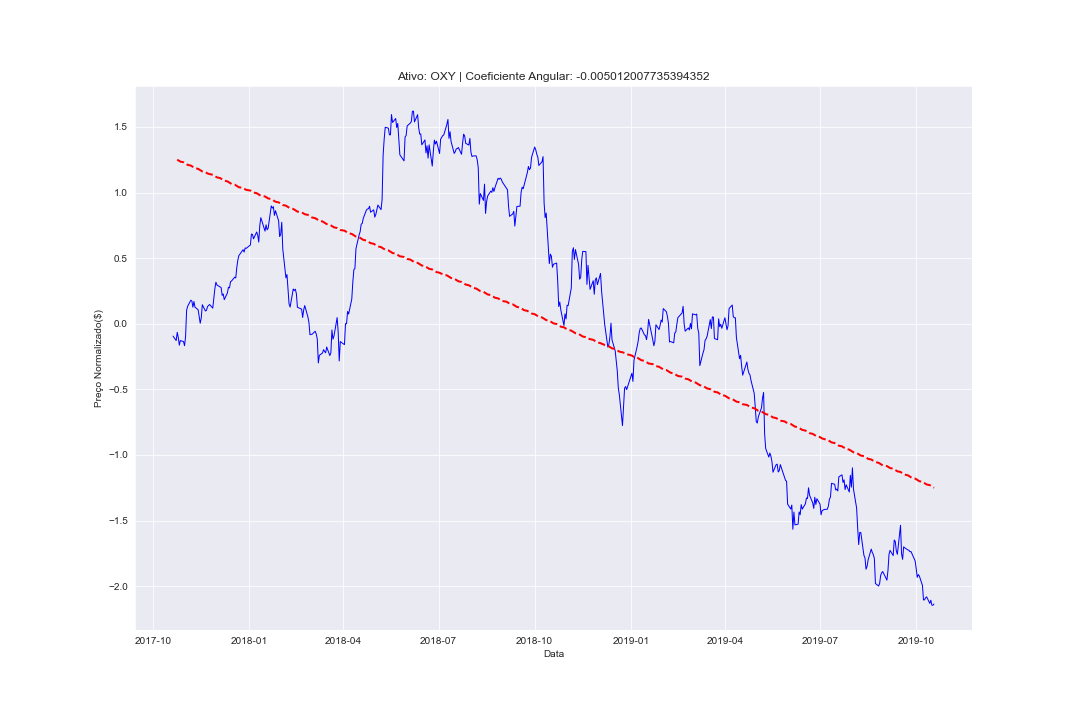 Ativo: OXY | Coeficiente Angular: -0.005012007735394352
Preço Normalizado($)
1.5
1.0
0.5
0.0
−0.5
−1.0
−1.5
−2.0
2017-10 2018-01 2018-04 2018-07 2018-10 2019-01 2019-04 2019-07 2019-10
Data